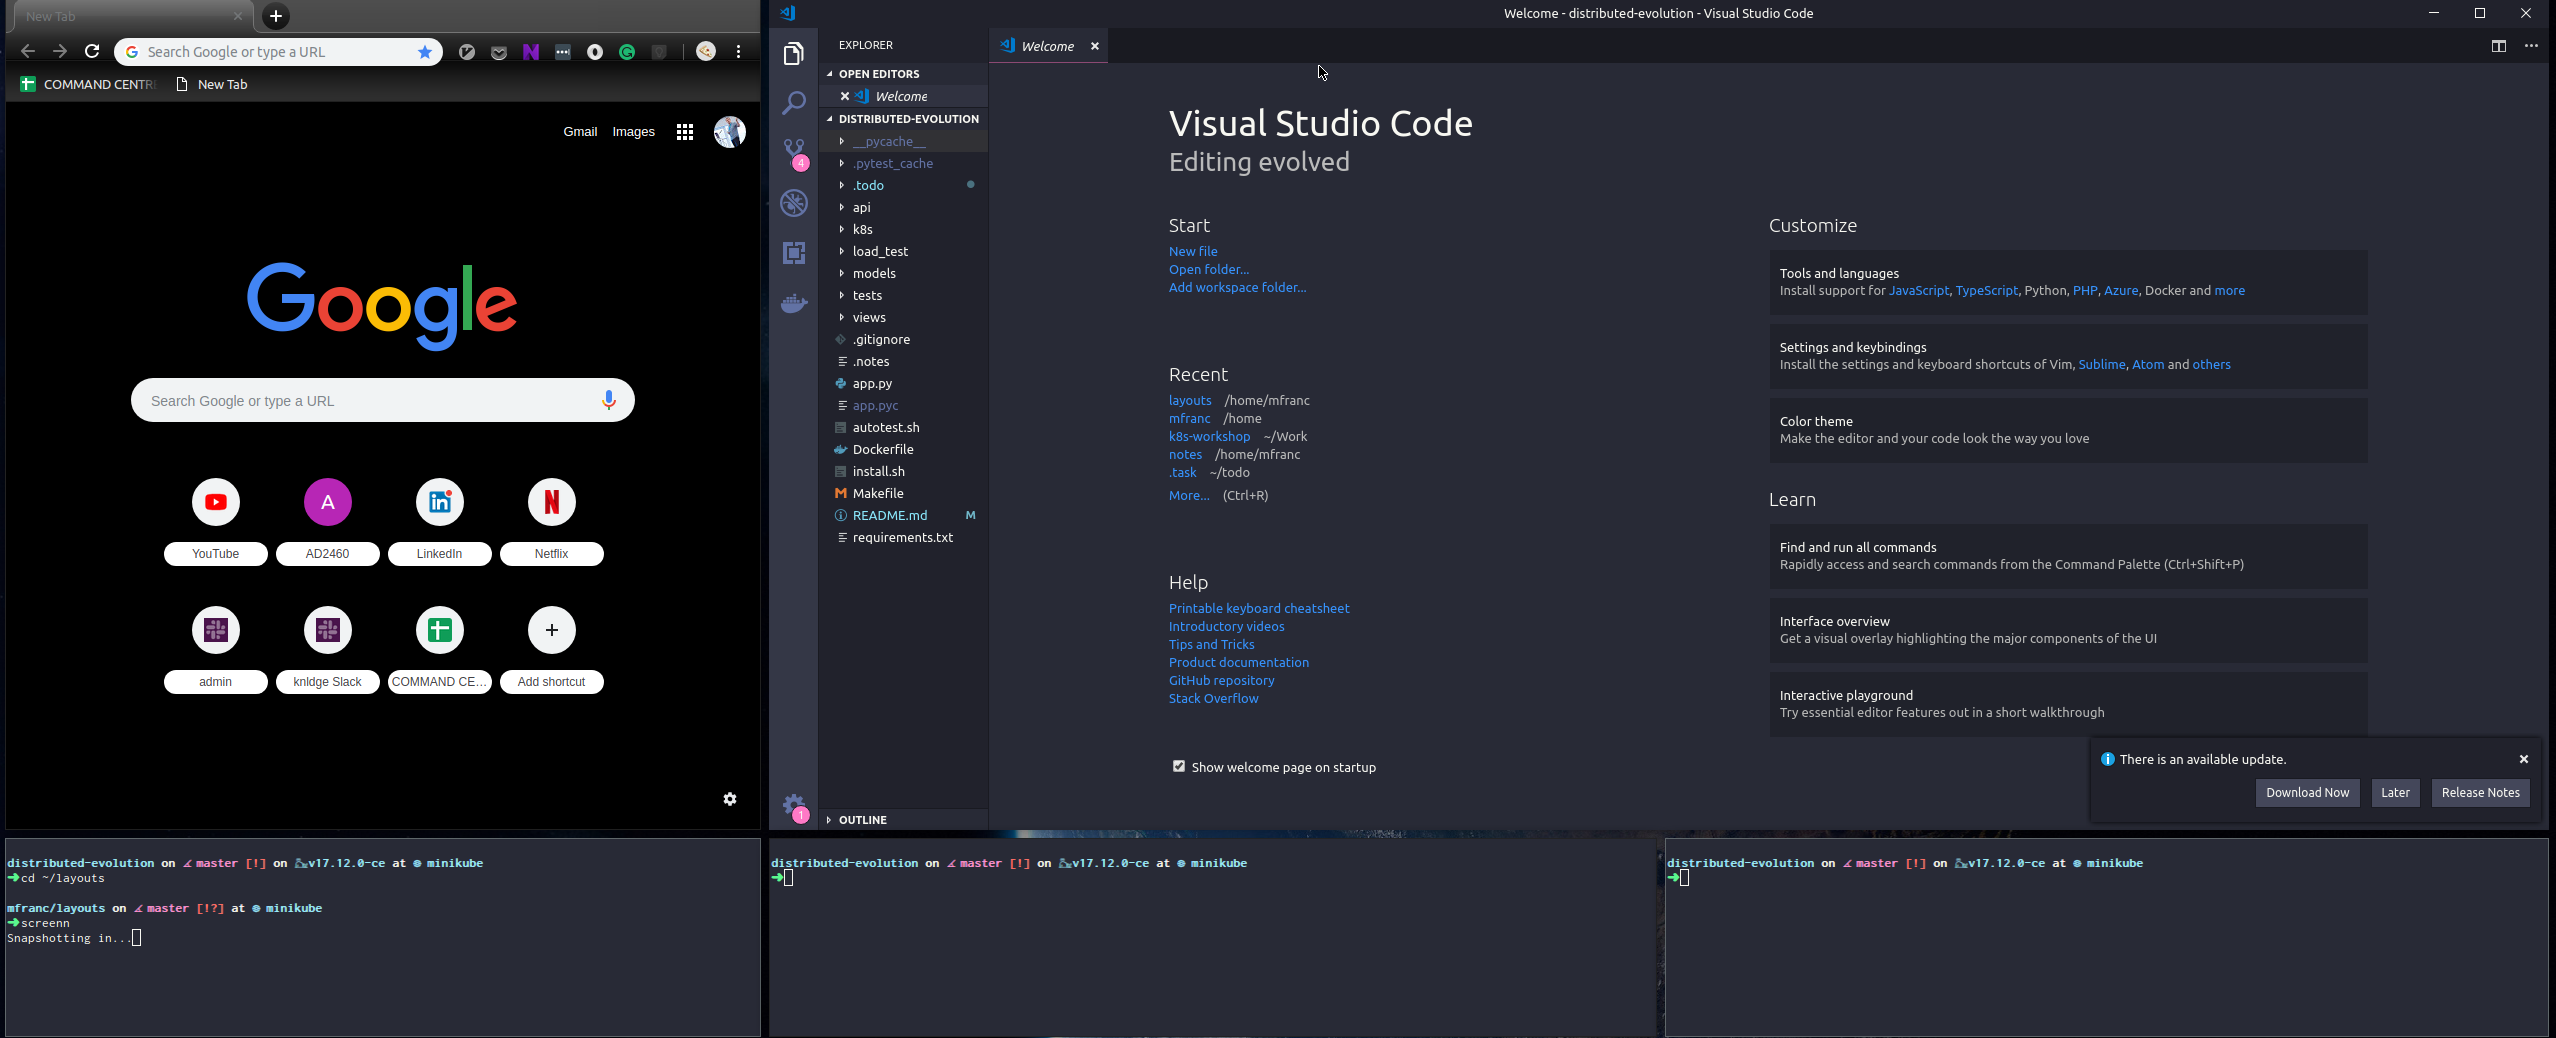 New Tab
Search Google or type a URL
COMMAND CENTR
New Tab
Gmail Images
Google
Search Google or type a URL
A
YouTube AD2460 LinkedIn Netflix
admin knldge Slack COMMAND CE... Add shortcut
Welcome - distributed-evolution - Visual Studio Code
EXPLORER
Welcome
OPEN EDITORS
Welcome
DISTRIBUTED-EVOLUTION
__pycache__
.pytest_cache
.todo
api
k8s
load_test
models
tests
views
.gitignore
.notes
app.py
app.pyc
autotest.sh
Dockerfile
install.sh
Makefile
README.md M
requirements.txt
OUTLINE
4
1
Visual Studio Code
Editing evolved
Start
New file
Open folder...
Add workspace folder...
Recent
layouts /home/mfranc
mfranc /home
k8s-workshop ~/Work
notes /home/mfranc
.task ~/todo
More... (Ctrl+R)
Help
Printable keyboard cheatsheet
Introductory videos
Tips and Tricks
Product documentation
GitHub repository
Stack Overflow
Show welcome page on startup
Customize
Tools and languages
Install support for JavaScript, TypeScript, Python, PHP, Azure, Docker and more
Settings and keybindings
Install the settings and keyboard shortcuts of Vim, Sublime, Atom and others
Color theme
Make the editor and your code look the way you love
Learn
Find and run all commands
Rapidly access and search commands from the Command Palette (Ctrl+Shift+P)
Interface overview
Get a visual overlay highlighting the major components of the UI
Interactive playground
Try essential editor features out in a short walkthrough
There is an available update.
Download Now Later Release Notes
distributed-evolution on master [!] on v17.12.0-ce at minikube
cd ~/layouts
mfranc/layouts on master [!?] at minikube
screenn
Snapshotting in...
distributed-evolution on master [!] on v17.12.0-ce at minikube
distributed-evolution on master [!] on v17.12.0-ce at minikube